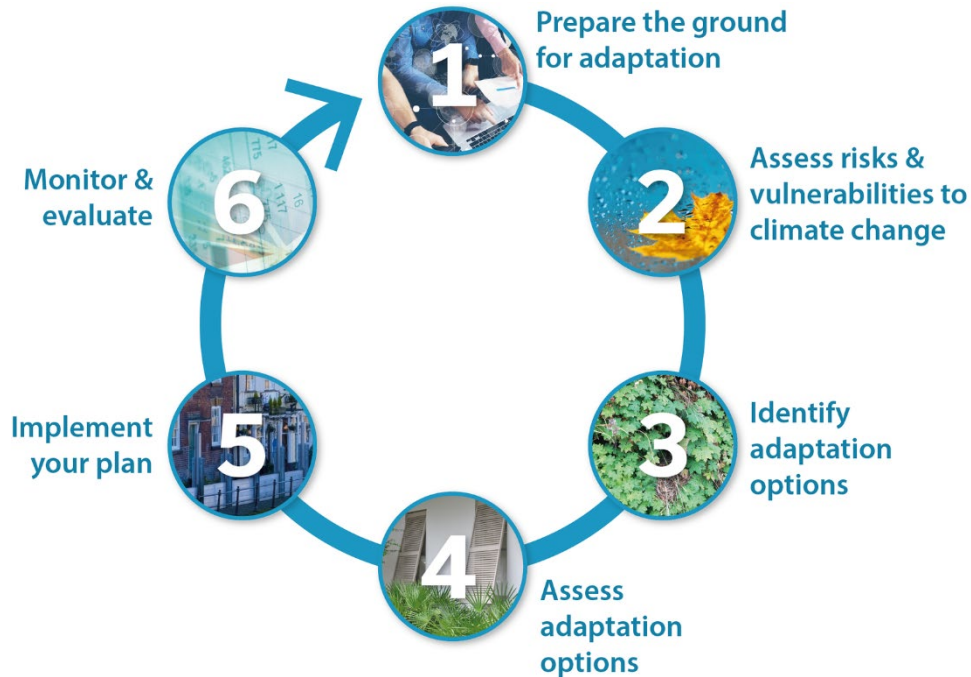 1
Prepare the ground
for adaptation
2
Assess risks &
vulnerabilities to
climate change
3
Identify
adaptation
options
4
Assess
adaptation
options
5
Implement
your plan
6
Monitor &
evaluate